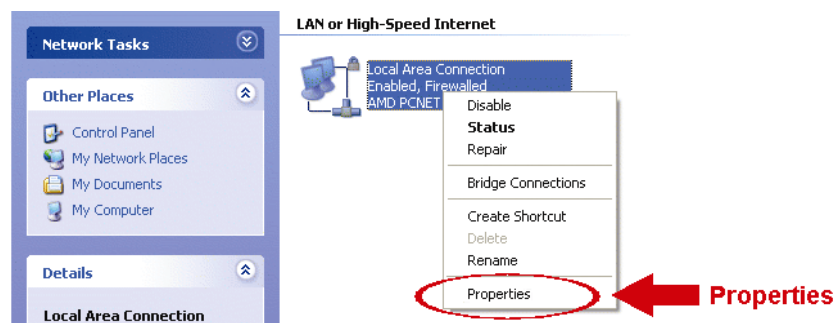 LAN or High-Speed Internet
Network Tasks
Other Places
Control Panel
My Network Places
My Documents
My Computer
Details
Local Area Connection
Local Area Connection
Enabled, Firewalled
AMD PCNET
Disable
Status
Repair
Bridge Connections
Create Shortcut
Delete
Rename
Properties
Properties